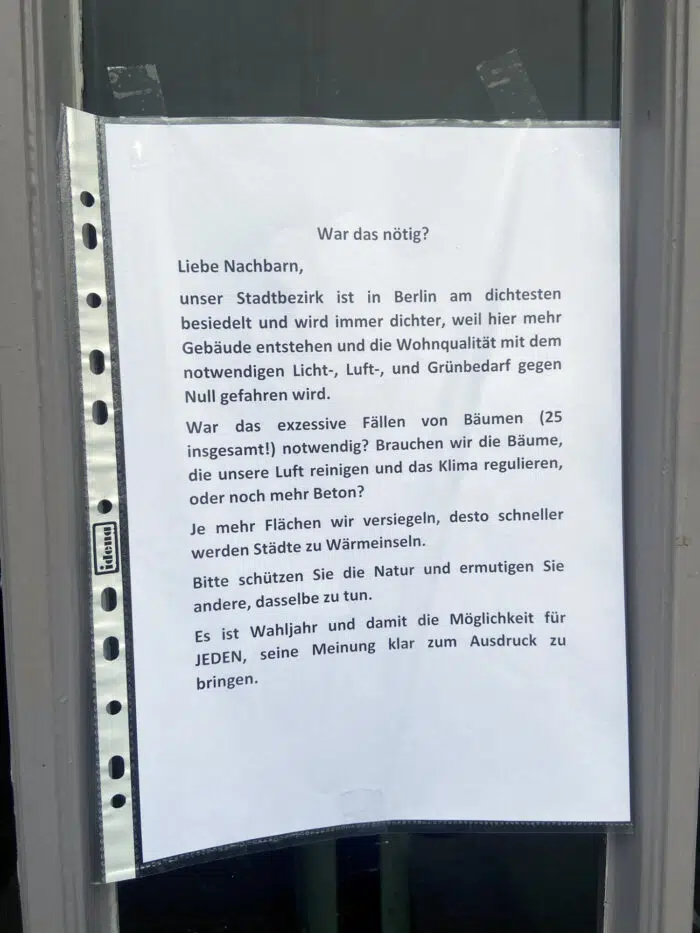 War das nötig?
Liebe Nachbarn,
unser Stadtbezirk ist in Berlin am dichtesten
besiedelt und wird immer dichter, weil hier mehr
Gebäude entstehen und die Wohnqualität mit dem
notwendigen Licht-, Luft-, und Grünbedarf gegen
Null gefahren wird.
War das exzessive Fällen von Bäumen (25
insgesamt!) notwendig? Brauchen wir die Bäume,
die unsere Luft reinigen und das Klima regulieren,
oder noch mehr Beton?
Je mehr Flächen wir versiegeln, desto schneller
werden Städte zu Wärmeinseln.
Bitte schützen Sie die Natur und ermutigen Sie
andere, dasselbe zu tun.
Es ist Wahljahr und damit die Möglichkeit für
JEDEN, seine Meinung klar zum Ausdruck zu
bringen.
idena